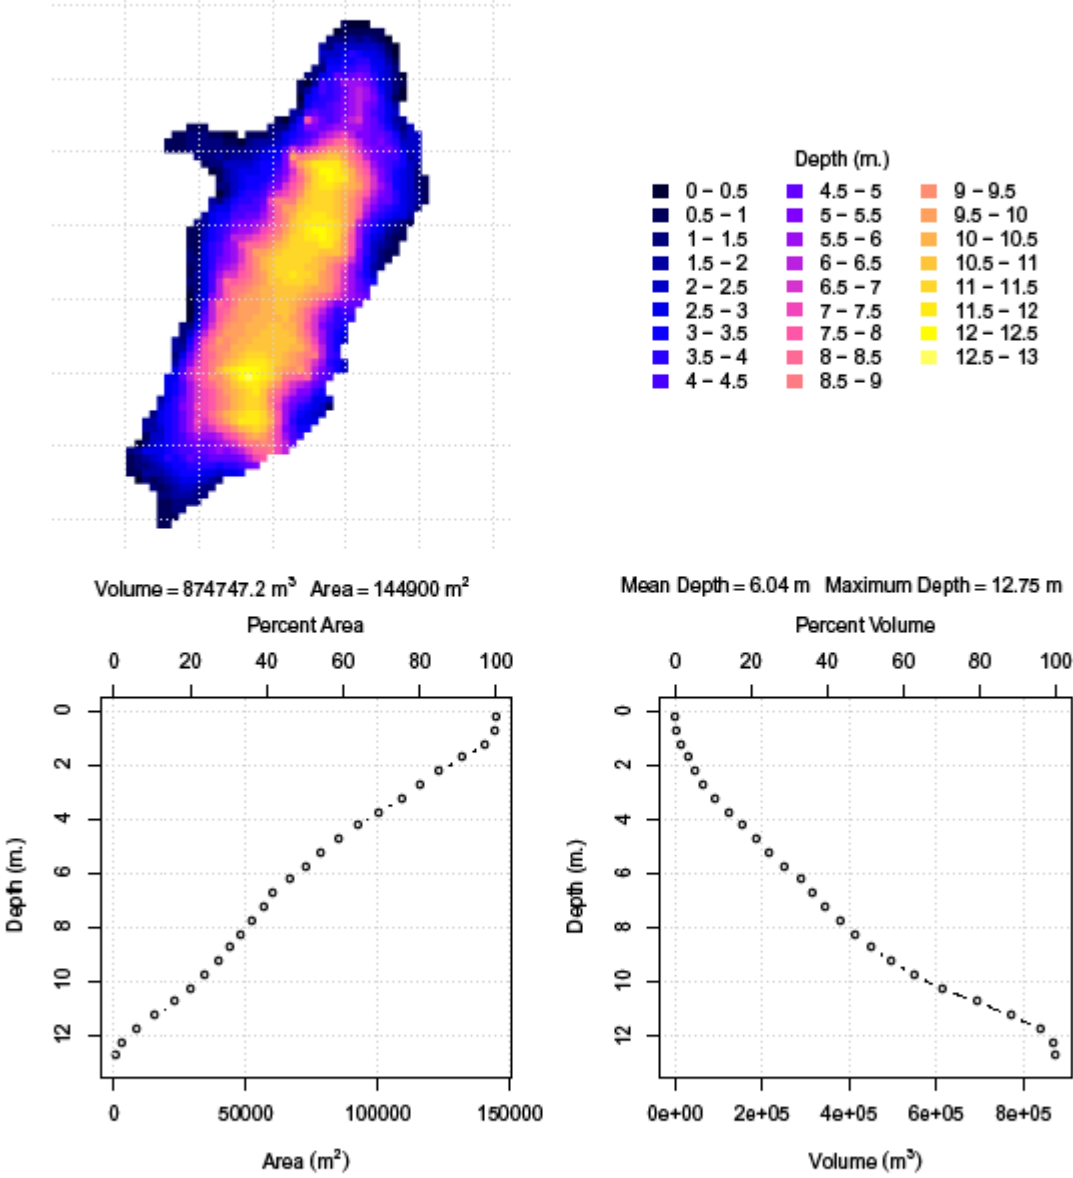 Depth (m.)
0 – 0.5 4.5 – 5 9 – 9.5
0.5 – 1 5 – 5.5 9.5 – 10
1 – 1.5 5.5 – 6 10 – 10.5
1.5 – 2 6 – 6.5 10.5 – 11
2 – 2.5 6.5 – 7 11 – 11.5
2.5 – 3 7 – 7.5 11.5 – 12
3 – 3.5 7.5 – 8 12 – 12.5
3.5 – 4 8 – 8.5 12.5 – 13
4 – 4.5 8.5 – 9
Volume = 874747.2 m³ Area = 144900 m²
Mean Depth = 6.04 m Maximum Depth = 12.75 m
Percent Area
0 20 40 60 80 100
0
2
4
6
8
10
12
Depth (m.)
0 50000 100000 150000
Area (m²)
Percent Volume
0 20 40 60 80 100
0
2
4
6
8
10
12
Depth (m.)
0e+00 2e+05 4e+05 6e+05 8e+05
Volume (m³)